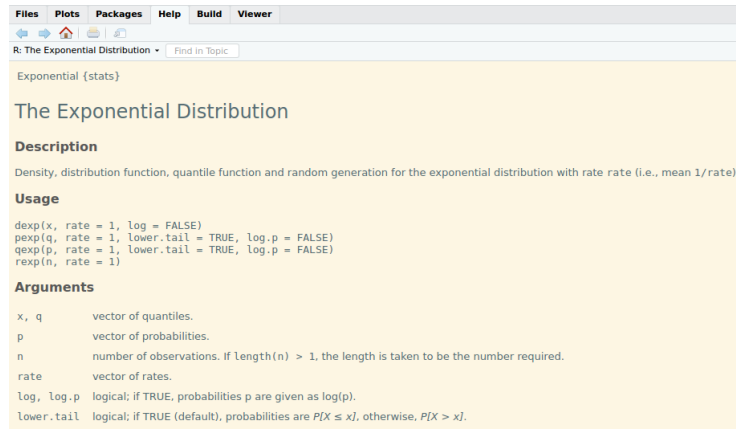 Files Plots Packages Help Build Viewer
R: The Exponential Distribution Find in Topic
Exponential {stats}
The Exponential Distribution
Description
Density, distribution function, quantile function and random generation for the exponential distribution with rate rate (i.e., mean 1/rate)
Usage
dexp(x, rate = 1, log = FALSE)
pexp(q, rate = 1, lower.tail = TRUE, log.p = FALSE)
qexp(p, rate = 1, lower.tail = TRUE, log.p = FALSE)
rexp(n, rate = 1)
Arguments
x, q vector of quantiles.
p vector of probabilities.
n number of observations. If length(n) > 1, the length is taken to be the number required.
rate vector of rates.
log, log.p logical; if TRUE, probabilities p are given as log(p).
lower.tail logical; if TRUE (default), probabilities are P[X ≤ x], otherwise, P[X > x].